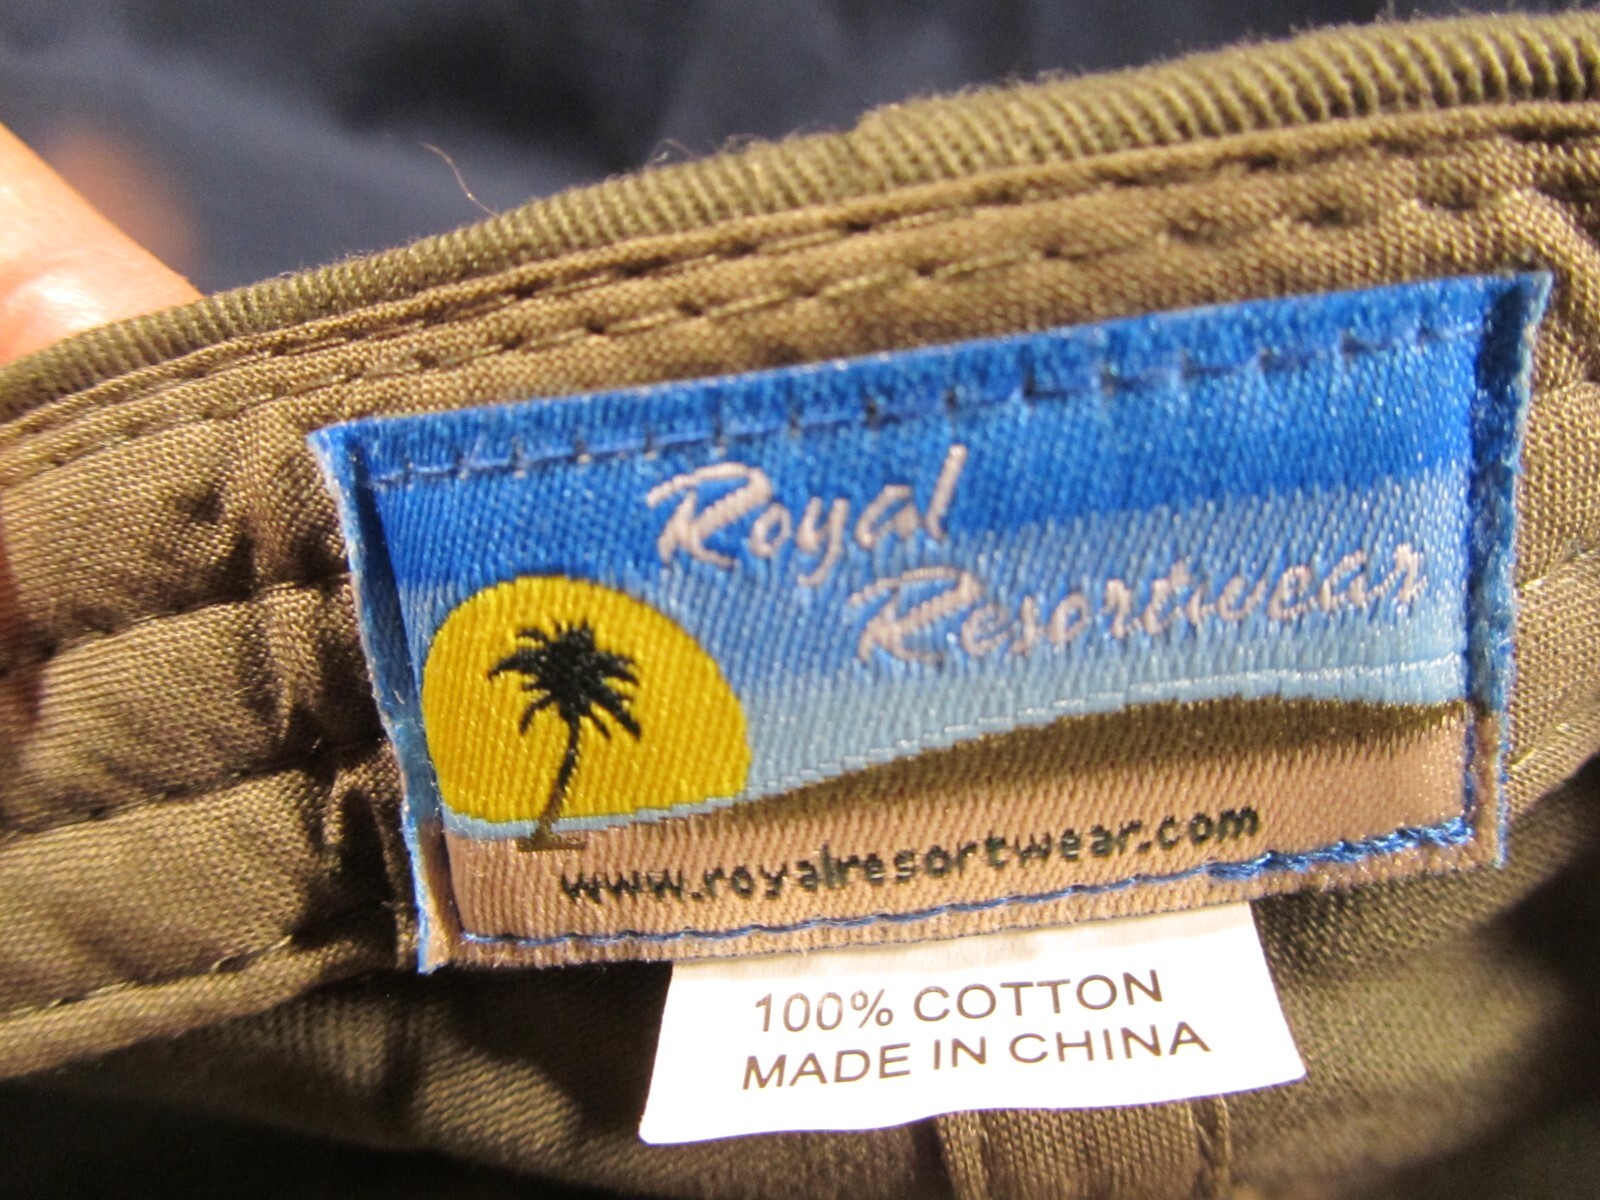 Royal
Resortwear
www.royalresortwear.com
100% COTTON
MADE IN CHINA